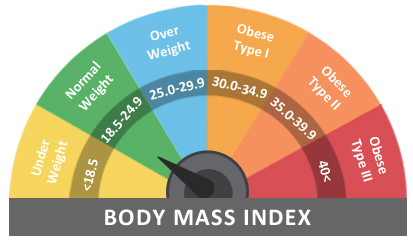 Under
Weight
<18.5
Normal
Weight
18.5-24.9
Over
Weight
25.0-29.9
Obese
Type I
30.0-34.9
Obese
Type II
35.0-39.9
Obese
Type III
40<
BODY MASS INDEX